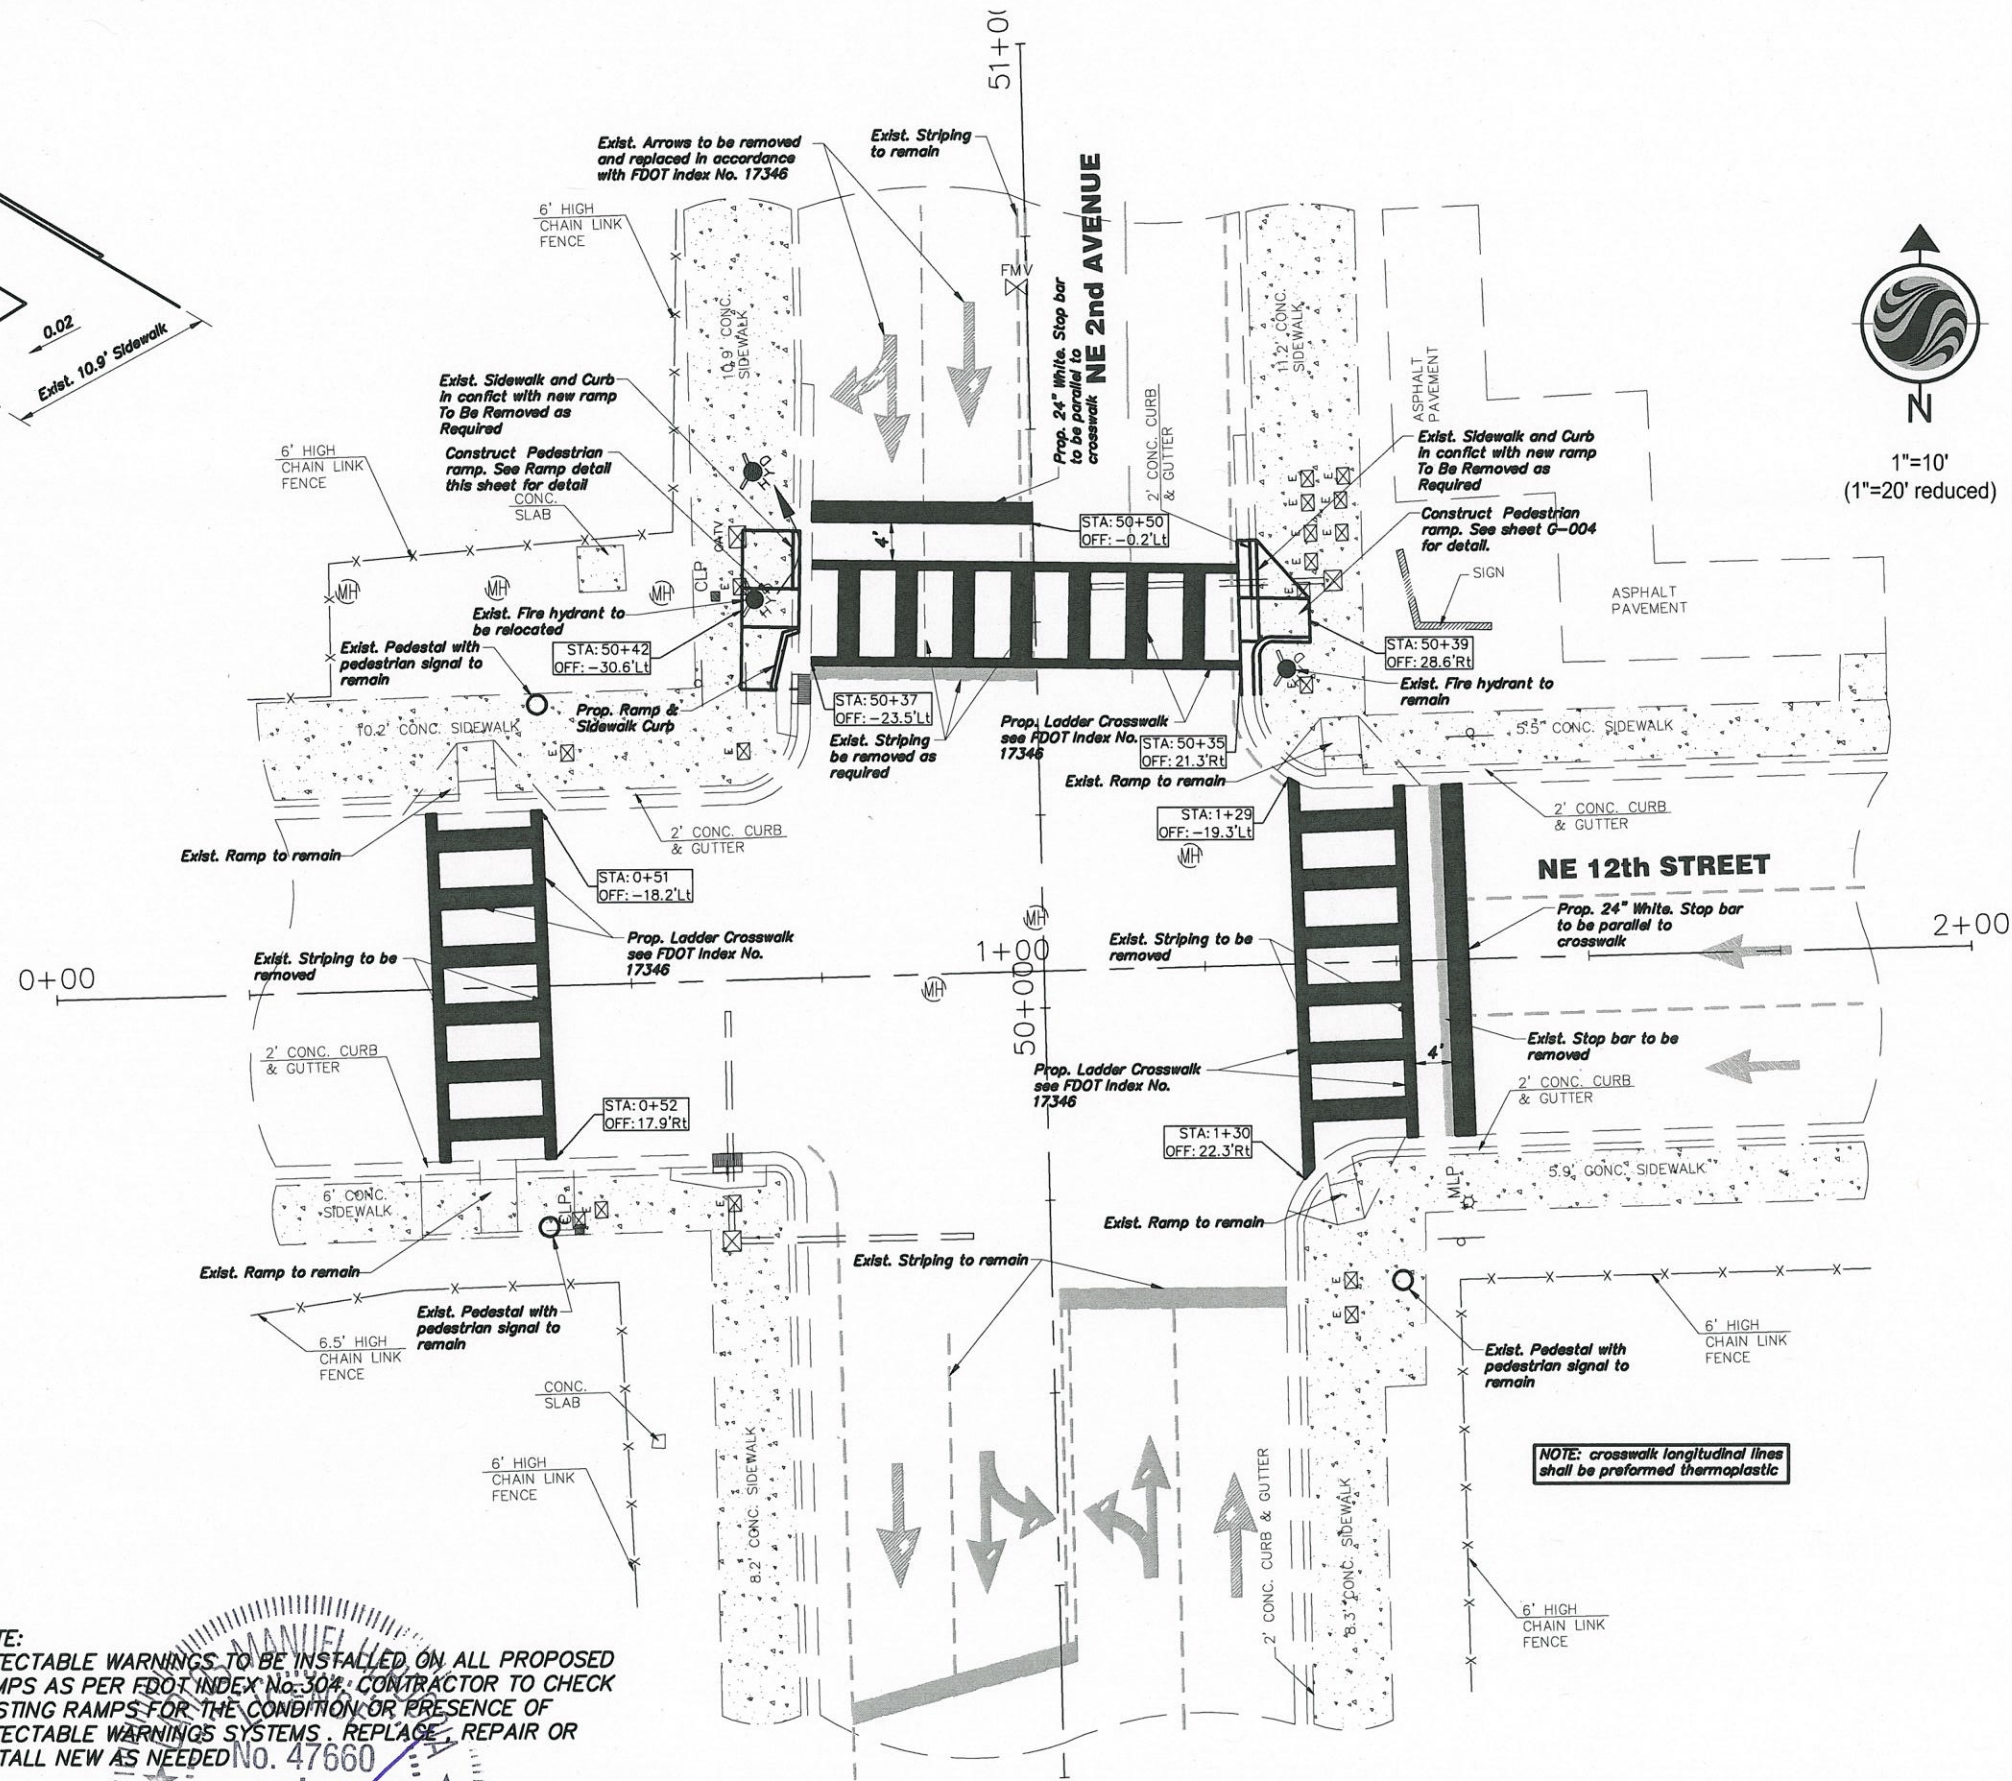 51+0(
Exist. Arrows to be removed
and replaced in accordance
with FDOT index No. 17346
Exist. Striping
to remain
6' HIGH
CHAIN LINK
FENCE
NE 2nd AVENUE
Prop. 24" White. Stop bar
to be parallel to
crosswalk
FMV
10.9' CONC.
SIDEWALK
11.2' CONC.
SIDEWALK
0.02
Exist. 10.9' Sidewalk
N
1"=10'
(1"=20' reduced)
Exist. Sidewalk and Curb
in confict with new ramp
To Be Removed as
Required
Construct Pedestrian
ramp. See Ramp detail
this sheet for detail
CONC.
SLAB
6' HIGH
CHAIN LINK
FENCE
2' CONC. CURB
& GUTTER
ASPHALT
PAVEMENT
Exist. Sidewalk and Curb
in confict with new ramp
To Be Removed as
Required
Construct Pedestrian
ramp. See sheet G-004
for detail.
SIGN
ASPHALT
PAVEMENT
HYD
CATV
CLP
E
HYD
4'
STA: 50+50
OFF: -0.2'Lt
MH
MH
MH
Exist. Fire hydrant to
be relocated
STA: 50+42
OFF: -30.6'Lt
Exist. Pedestal with
pedestrian signal to
remain
E
E
E
E
E
E
E
E
STA: 50+39
OFF: 28.6'Rt
Exist. Fire hydrant to
remain
10.2' CONC. SIDEWALK
Prop. Ramp &
Sidewalk Curb
STA: 50+37
OFF: -23.5'Lt
Exist. Striping
be removed as
required
Prop. Ladder Crosswalk
see FDOT Index No.
17346
STA: 50+35
OFF: 21.3'Rt
Exist. Ramp to remain
5.5' CONC. SIDEWALK
E
E
2' CONC. CURB
& GUTTER
STA: 1+29
OFF: -19.3'Lt
MH
2' CONC. CURB
& GUTTER
Exist. Ramp to remain
STA: 0+51
OFF: -18.2'Lt
NE 12th STREET
Prop. 24" White. Stop bar
to be parallel to
crosswalk
Prop. Ladder Crosswalk
see FDOT Index No.
17346
MH
Exist. Striping to be
removed
Exist. Striping to be
removed
0+00
1+00
2+00
MH
50+00
2' CONC. CURB
& GUTTER
Exist. Stop bar to be
removed
4'
Prop. Ladder Crosswalk
see FDOT Index No.
17346
2' CONC. CURB
& GUTTER
STA: 0+52
OFF: 17.9'Rt
STA: 1+30
OFF: 22.3'Rt
6' CONC.
SIDEWALK
CLP
E
E
E
MLP
5.9' CONC. SIDEWALK
Exist. Ramp to remain
Exist. Ramp to remain
Exist. Striping to remain
Exist. Pedestal with
pedestrian signal to
remain
6.5' HIGH
CHAIN LINK
FENCE
E
E
6' HIGH
CHAIN LINK
FENCE
Exist. Pedestal with
pedestrian signal to
remain
CONC.
SLAB
6' HIGH
CHAIN LINK
FENCE
8.2' CONC. SIDEWALK
2' CONC. CURB & GUTTER
8.3' CONC. SIDEWALK
NOTE: crosswalk longitudinal lines
shall be preformed thermoplastic
6' HIGH
CHAIN LINK
FENCE
TE:
ECTABLE WARNINGS TO BE INSTALLED ON ALL PROPOSED
MPS AS PER FDOT INDEX No.304. CONTRACTOR TO CHECK
STING RAMPS FOR THE CONDITION OR PRESENCE OF
ECTABLE WARNINGS SYSTEMS . REPLACE , REPAIR OR
TALL NEW AS NEEDED
MANUEL
No. 47660